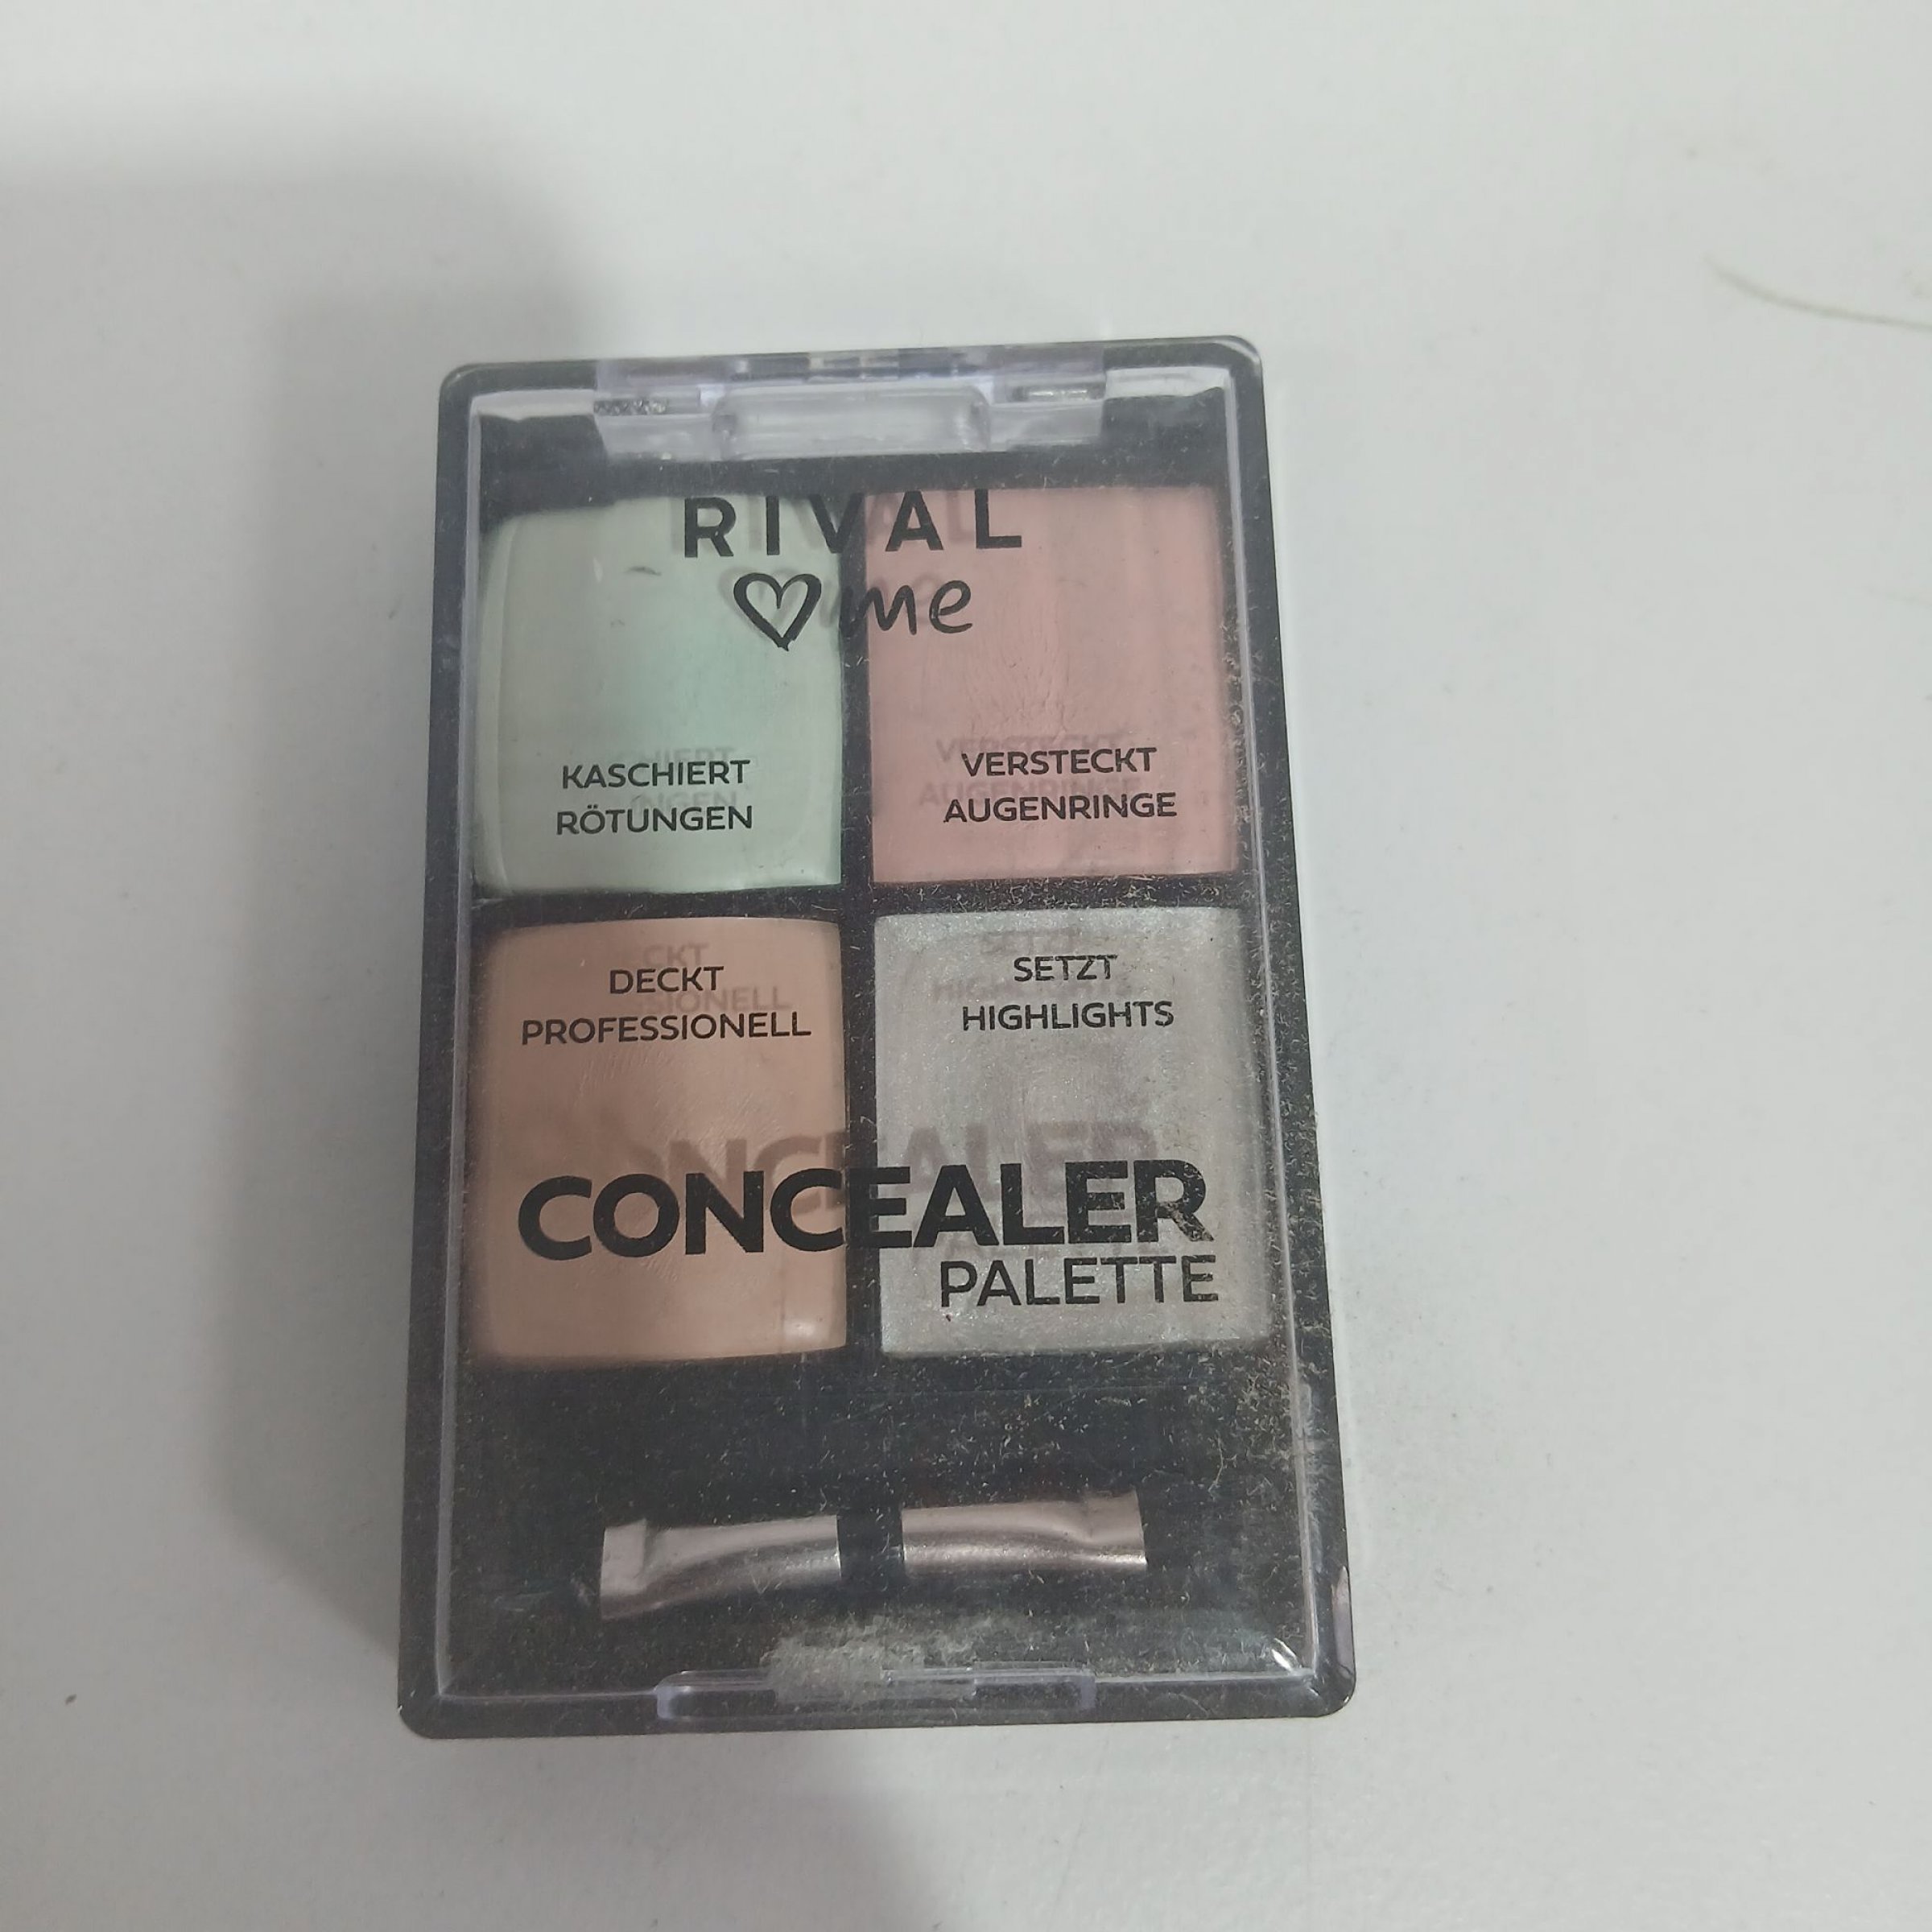 RIVAL
♡ me
KASCHIERT
RÖTUNGEN
VERSTECKT
AUGENRINGE
DECKT
PROFESSIONELL
SETZT
HIGHLIGHTS
CONCEALER
PALETTE